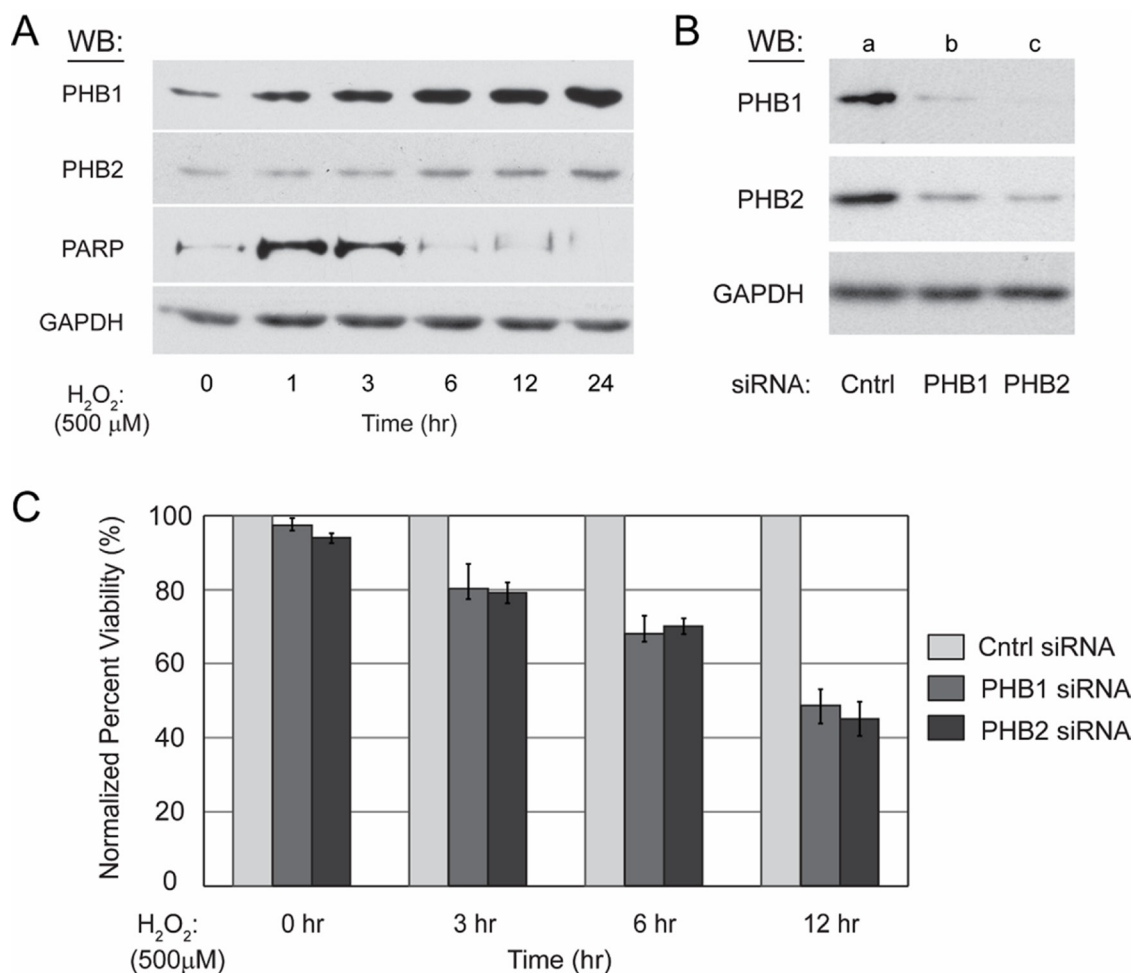 A
WB:
PHB1
PHB2
PARP
GAPDH
H2O2: 0 1 3 6 12 24
(500 µM) Time (hr)
B
WB: a b c
PHB1
PHB2
GAPDH
siRNA: Cntrl PHB1 PHB2
C
Normalized Percent Viability (%)
100
80
60
40
20
0
H2O2: 0 hr 3 hr 6 hr 12 hr
(500µM) Time (hr)
Cntrl siRNA
PHB1 siRNA
PHB2 siRNA